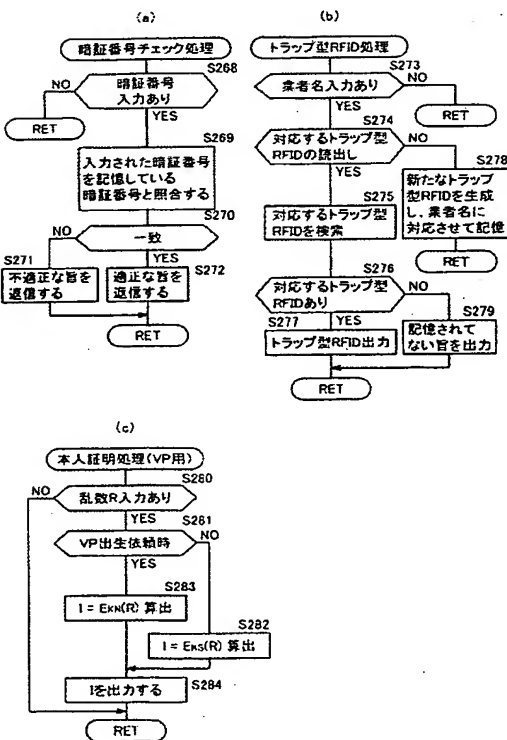 (a)
暗証番号チェック処理
S268
暗証番号
入力あり
NO
YES
RET
S269
入力された暗証番号
を記憶している
暗証番号と照合する
S270
一致
NO
YES
S271
不適正な旨を
返信する
S272
適正な旨を
返信する
RET
(b)
トラップ型RFID処理
S273
業者名入力あり
NO
YES
RET
S274
対応するトラップ型
RFIDの読出し
NO
YES
S278
新たなトラップ
型RFIDを生成
し、業者名に
対応させて記憶
RET
S275
対応するトラップ型
RFIDを検索
S276
対応するトラップ型
RFIDあり
NO
YES
S277
トラップ型RFID出力
S279
記憶されて
ない旨を出力
RET
(c)
本人証明処理(VP用)
S280
乱数R入力あり
NO
YES
S281
VP出生依頼時
NO
YES
S283
I = EKN(R) 算出
S282
I = EKS(R) 算出
Iを出力する
S284
RET